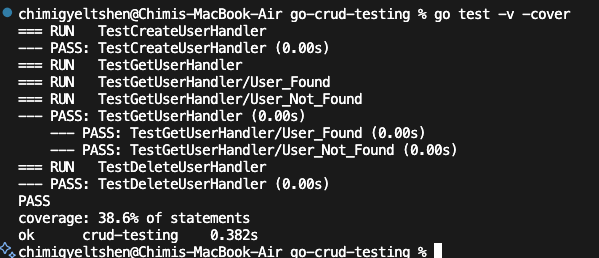 chimigyeltshen@Chimis-MacBook-Air go-crud-testing % go test -v -cover
=== RUN   TestCreateUserHandler
--- PASS: TestCreateUserHandler (0.00s)
=== RUN   TestGetUserHandler
=== RUN   TestGetUserHandler/User_Found
=== RUN   TestGetUserHandler/User_Not_Found
--- PASS: TestGetUserHandler (0.00s)
    --- PASS: TestGetUserHandler/User_Found (0.00s)
    --- PASS: TestGetUserHandler/User_Not_Found (0.00s)
=== RUN   TestDeleteUserHandler
--- PASS: TestDeleteUserHandler (0.00s)
PASS
coverage: 38.6% of statements
ok      crud-testing    0.382s
chimigyeltshen@Chimis-MacBook-Air go-crud-testing %